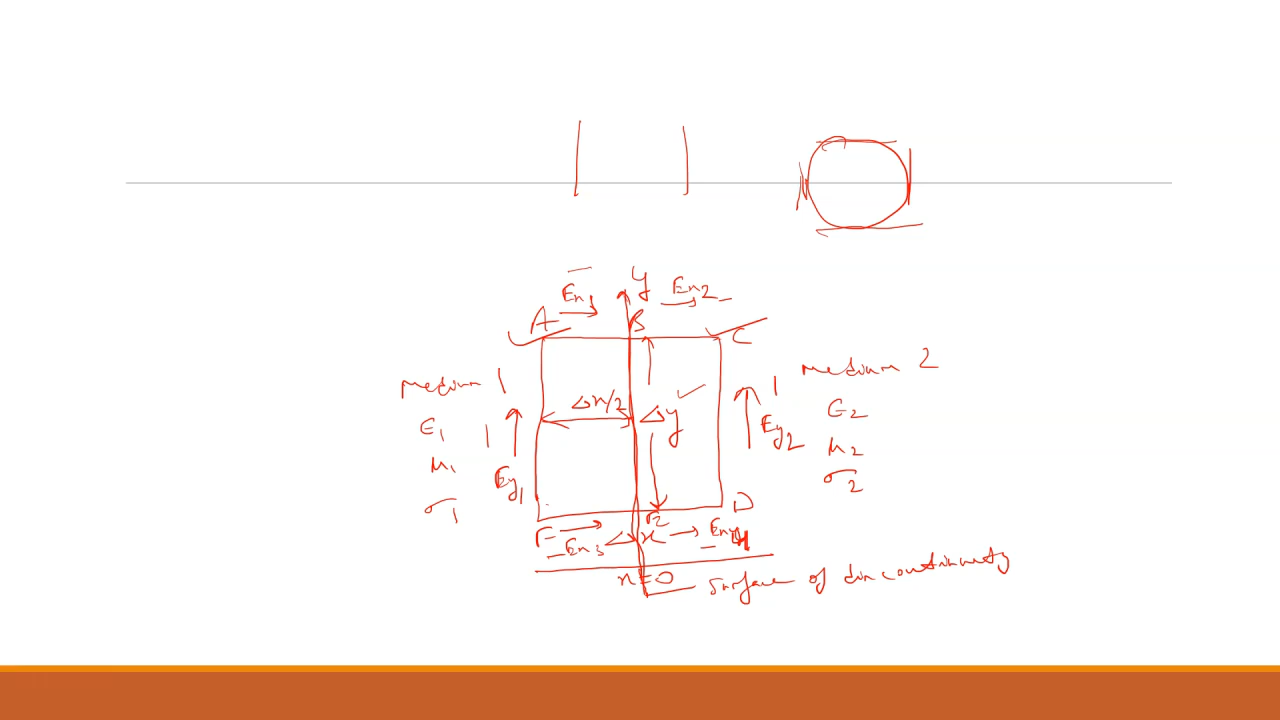 y
Ex1 Ex2
A B C
medium 1 medium 2
Δx/2 Δy
ϵ1 Ey1 Ey2 ϵ2
μ1 μ2
σ1 σ2
F D
Ex3 Δx
x=0 Surface of discontinuity